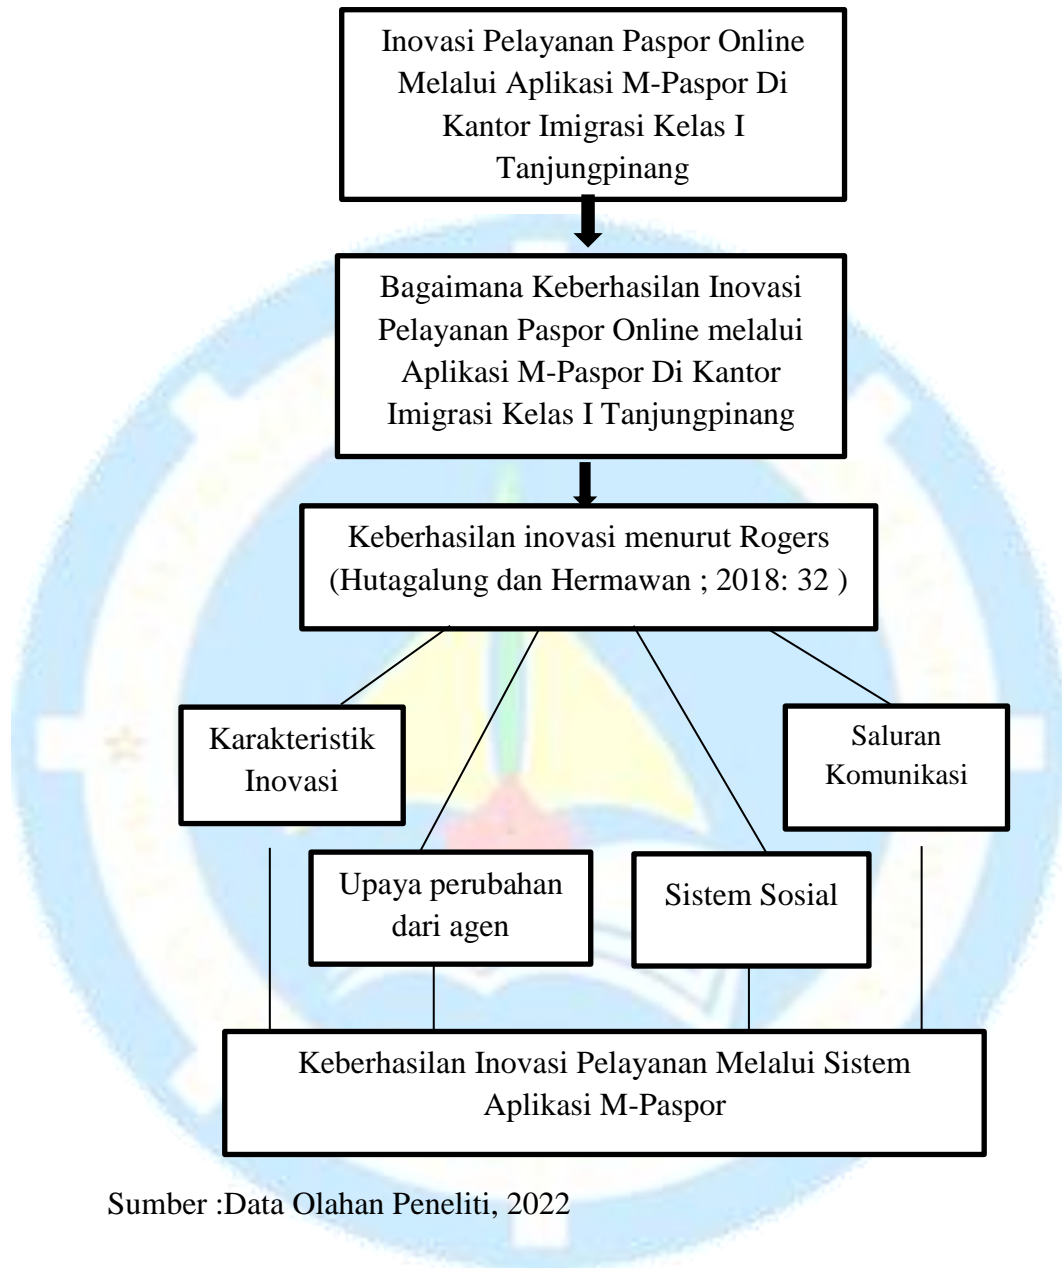 Inovasi Pelayanan Paspor Online
Melalui Aplikasi M-Paspor Di
Kantor Imigrasi Kelas I
Tanjungpinang
Bagaimana Keberhasilan Inovasi
Pelayanan Paspor Online melalui
Aplikasi M-Paspor Di Kantor
Imigrasi Kelas I Tanjungpinang
Keberhasilan inovasi menurut Rogers
(Hutagalung dan Hermawan ; 2018: 32 )
Karakteristik
Inovasi
Saluran
Komunikasi
Upaya perubahan
dari agen
Sistem Sosial
Keberhasilan Inovasi Pelayanan Melalui Sistem
Aplikasi M-Paspor
Sumber :Data Olahan Peneliti, 2022